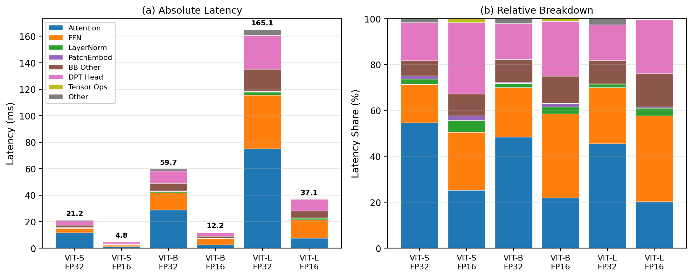 (a) Absolute Latency
Latency (ms)
160
140
120
100
80
60
40
20
0
Attention
FFN
LayerNorm
PatchEmbed
BB Other
DPT Head
Tensor Ops
Other
21.2
4.8
59.7
12.2
165.1
37.1
ViT-S FP32
ViT-S FP16
ViT-B FP32
ViT-B FP16
ViT-L FP32
ViT-L FP16
(b) Relative Breakdown
Latency Share (%)
100
80
60
40
20
0
ViT-S FP32
ViT-S FP16
ViT-B FP32
ViT-B FP16
ViT-L FP32
ViT-L FP16